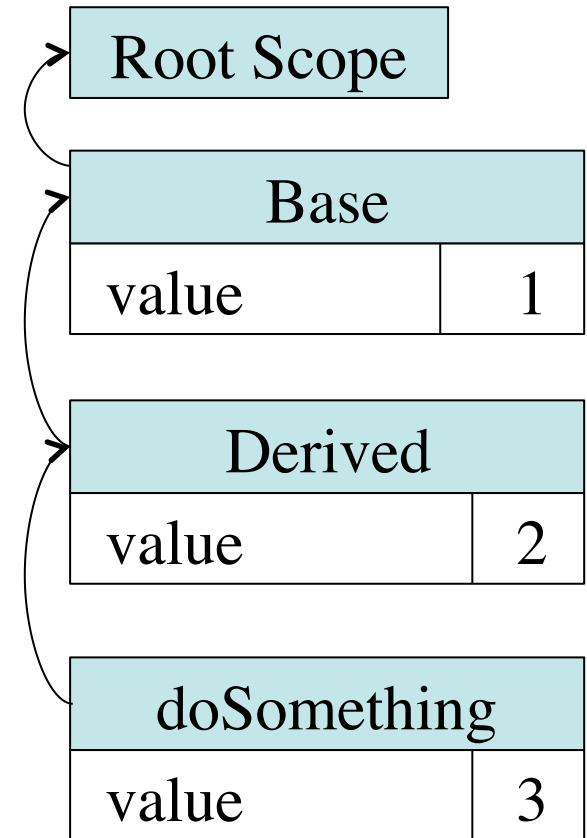 Root Scope
Base
value 1
Derived
value 2
doSomething
value 3